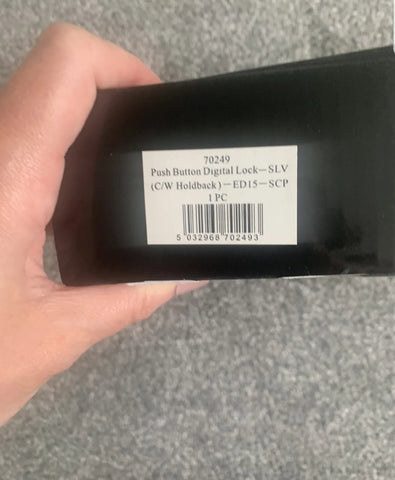 70249
Push Button Digital Lock—SLV
(C/W Holdback)—ED15—SCP
1 PC
5 032968 702493